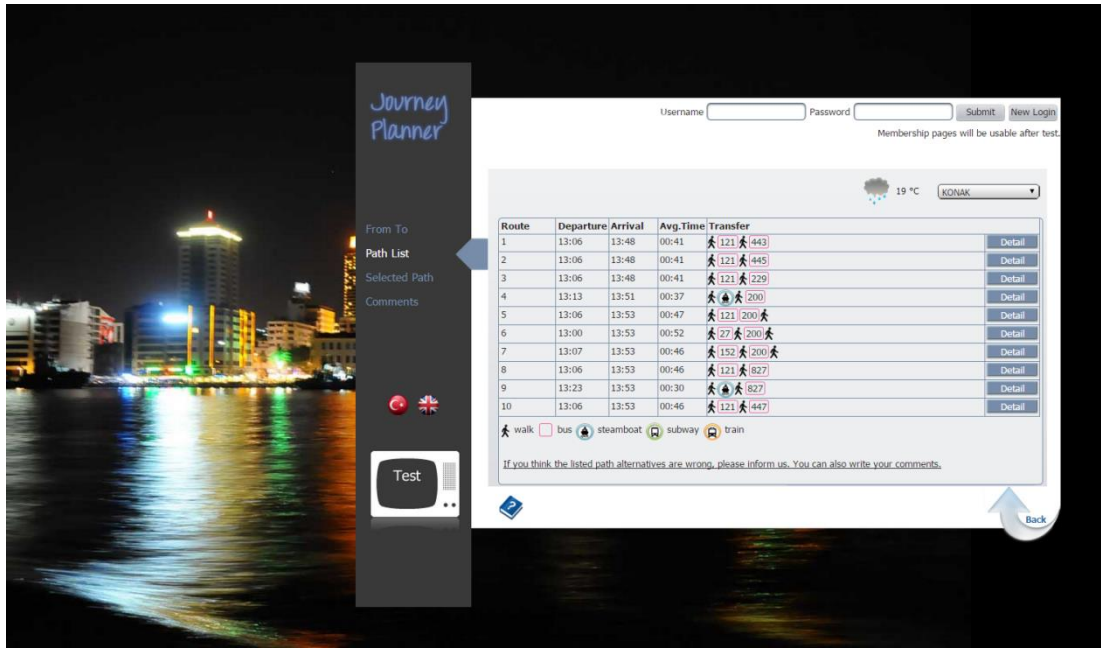 Journey
Planner
Username Password Submit New Login
Membership pages will be usable after test.
19 °C KONAK
From To
Path List
Selected Path
Comments
Route Departure Arrival Avg.Time Transfer
1 13:06 13:48 00:41 121 443 Detail
2 13:06 13:48 00:41 121 445 Detail
3 13:06 13:48 00:41 121 229 Detail
4 13:13 13:51 00:37 200 Detail
5 13:06 13:53 00:47 121 200 Detail
6 13:00 13:53 00:52 27 200 Detail
7 13:07 13:53 00:46 152 200 Detail
8 13:06 13:53 00:46 121 827 Detail
9 13:23 13:53 00:30 827 Detail
10 13:06 13:53 00:46 121 447 Detail
walk bus steamboat subway train
If you think the listed path alternatives are wrong, please inform us. You can also write your comments.
Test
?
Back